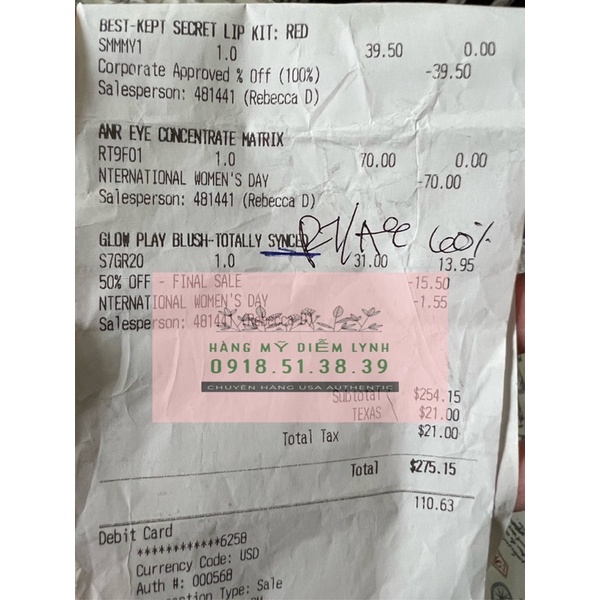 BEST-KEPT SECRET LIP KIT: RED
SMMMY1 1.0 39.50 0.00
Corporate Approved % Off (100%) -39.50
Salesperson: 481441 (Rebecca D)
ANR EYE CONCENTRATE MATRIX
RT9F01 1.0 70.00 0.00
NTERNATIONAL WOMEN'S DAY -70.00
Salesperson: 481441 (Rebecca D)
GLOW PLAY BLUSH-TOTALLY SYNCED
60%
S7GR20 1.0 31.00 13.95
50% OFF - FINAL SALE -15.50
NTERNATIONAL WOMEN'S DAY -1.55
Salesperson: 481441 (Rebecca D)
HÀNG MỸ DIỄM LYNH
0918.51.38.39
CHUYÊN HÀNG USA AUTHENTIC
Subtotal $254.15
TEXAS $21.00
Total Tax $21.00
Total $275.15
110.63
Debit Card
************6258
Currency Code: USD
Auth #: 000568
Type: Sale